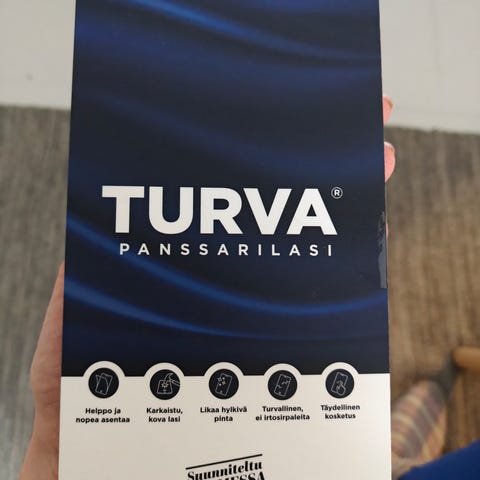 TURVA®
PANSSARILASI
Helppo ja
nopea asentaa
Karkaistu,
kova lasi
Likaa hylkivä
pinta
Turvallinen,
ei irtosirpaleita
Täydellinen
kosketus
Suunniteltu